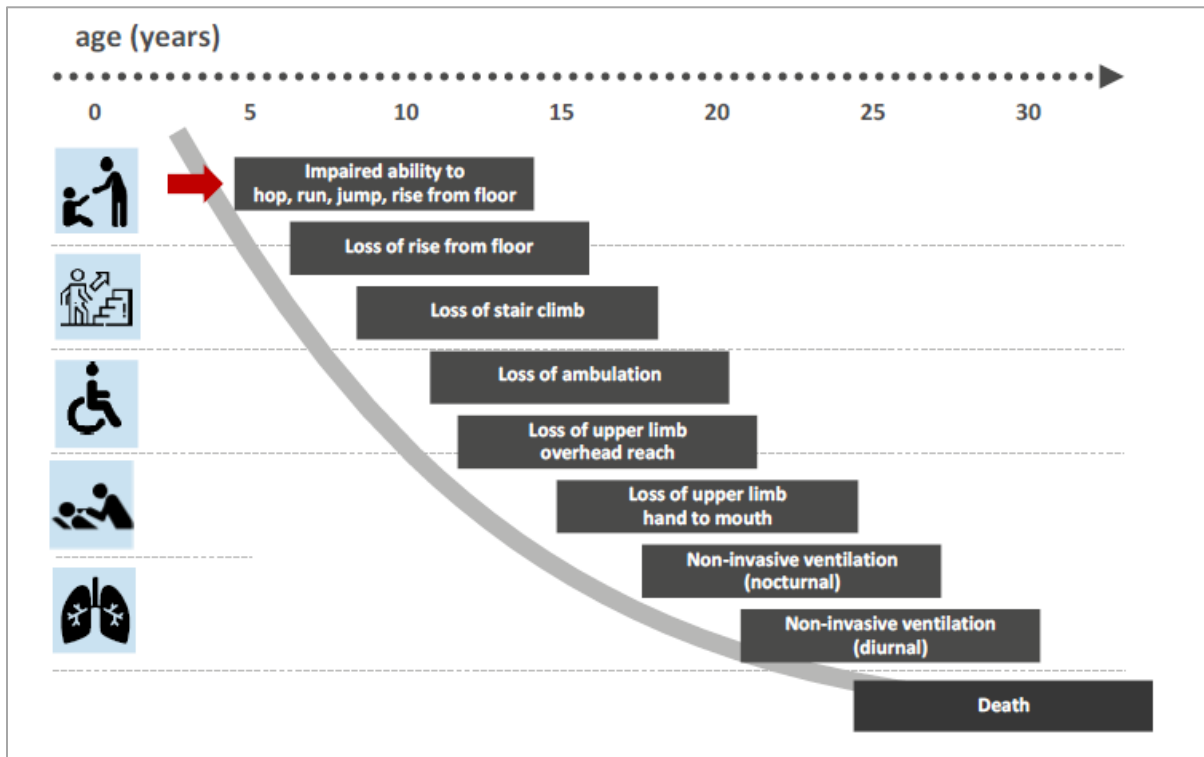 age (years)
0 5 10 15 20 25 30
Impaired ability to
hop, run, jump, rise from floor
Loss of rise from floor
Loss of stair climb
Loss of ambulation
Loss of upper limb
overhead reach
Loss of upper limb
hand to mouth
Non-invasive ventilation
(nocturnal)
Non-invasive ventilation
(diurnal)
Death